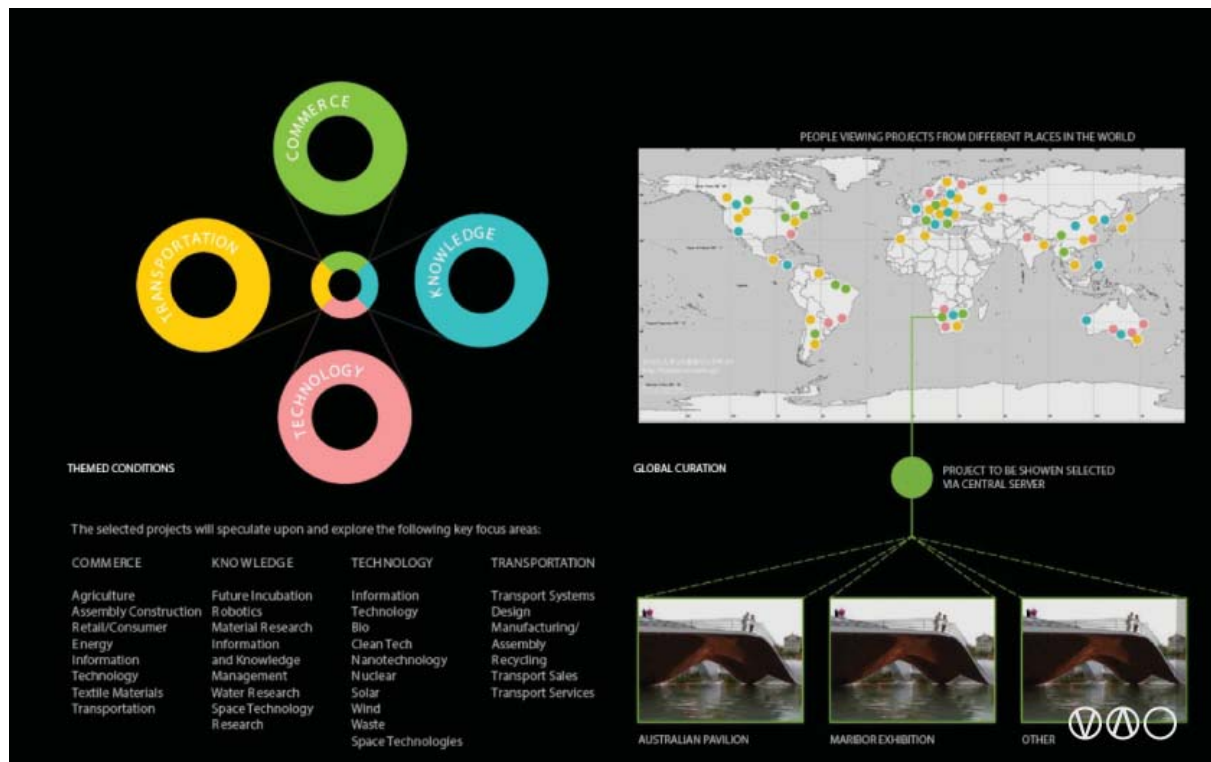 COMMERCE
TRANSPORTATION
KNOWLEDGE
TECHNOLOGY
THEMED CONDITIONS
The selected projects will speculate upon and explore the following key focus areas:
COMMERCE
Agriculture
Assembly Construction
Retail/Consumer
Energy
Information
Technology
Textile Materials
Transportation
KNOWLEDGE
Future Incubation
Robotics
Material Research
Information
and Knowledge
Management
Water Research
Space Technology
Research
TECHNOLOGY
Information
Technology
Bio
Clean Tech
Nanotechnology
Nuclear
Solar
Wind
Waste
Space Technologies
TRANSPORTATION
Transport Systems
Design
Manufacturing/
Assembly
Recycling
Transport Sales
Transport Services
PEOPLE VIEWING PROJECTS FROM DIFFERENT PLACES IN THE WORLD
GLOBAL CURATION
PROJECT TO BE SHOWEN SELECTED
VIA CENTRAL SERVER
AUSTRALIAN PAVILION
MARIBOR EXHIBITION
OTHER